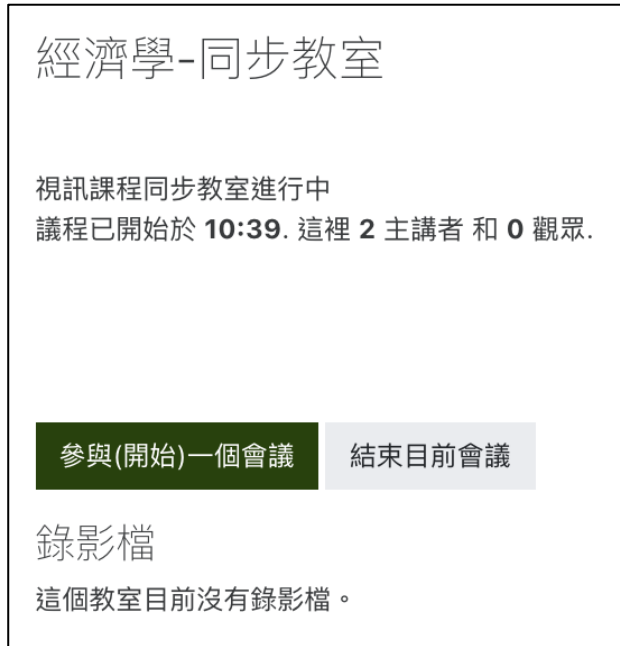 經濟學-同步教室
視訊課程同步教室進行中
議程已開始於 10:39. 這裡 2 主講者 和 0 觀眾.
參與(開始)一個會議
結束目前會議
錄影檔
這個教室目前沒有錄影檔。